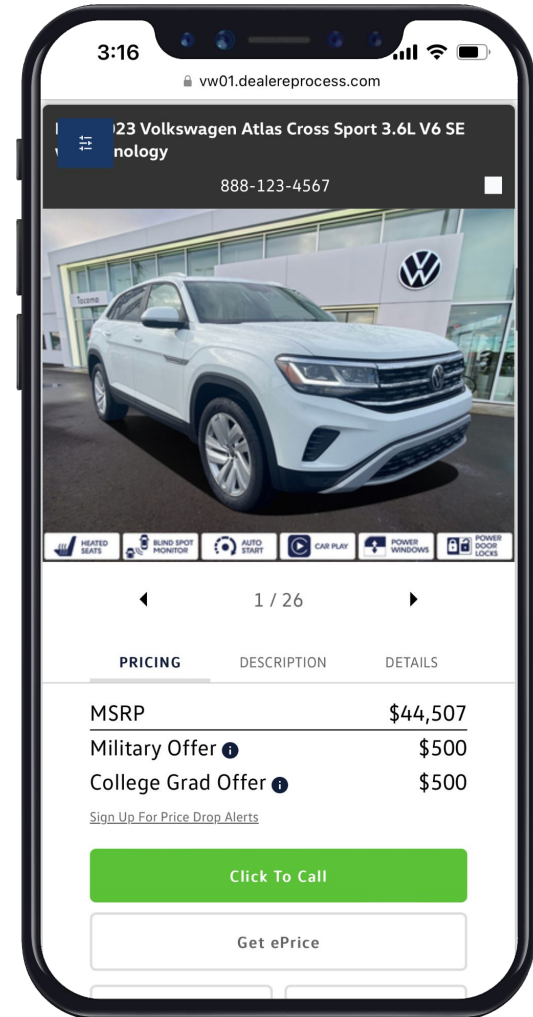 3:16
vw01.dealereprocess.com
23 Volkswagen Atlas Cross Sport 3.6L V6 SE
nology
888-123-4567
Tacoma
HEATED SEATS
BLIND SPOT MONITOR
AUTO START
CAR PLAY
POWER WINDOWS
POWER DOOR LOCKS
1 / 26
PRICING DESCRIPTION DETAILS
MSRP $44,507
Military Offer $500
College Grad Offer $500
Sign Up For Price Drop Alerts
Click To Call
Get ePrice